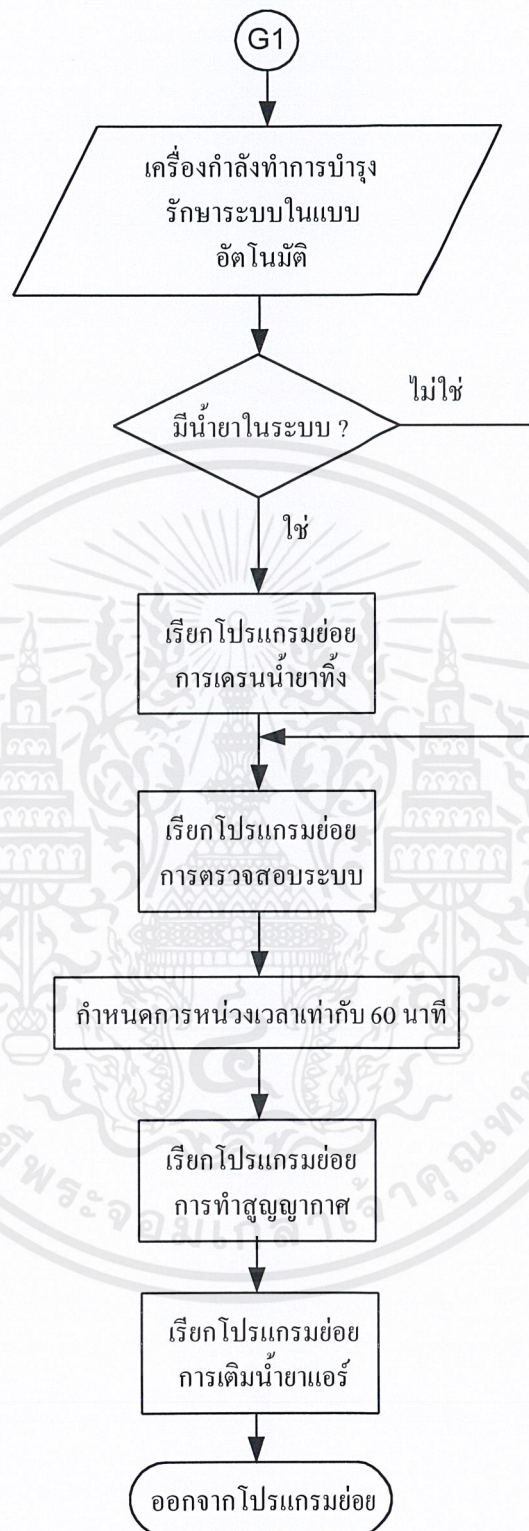 G1
เครื่องกำลังทำการบำรุง
รักษาระบบในแบบ
อัตโนมัติ
ไม่ใช่
มีน้ำยาในระบบ ?
ใช่
เรียกโปรแกรมย่อย
การเดรนน้ำยาทิ้ง
เรียกโปรแกรมย่อย
การตรวจสอบระบบ
กำหนดการหน่วงเวลาเท่ากับ 60 นาที
เรียกโปรแกรมย่อย
การทำสูญญากาศ
เรียกโปรแกรมย่อย
การเติมน้ำยาแอร์
ออกจากโปรแกรมย่อย